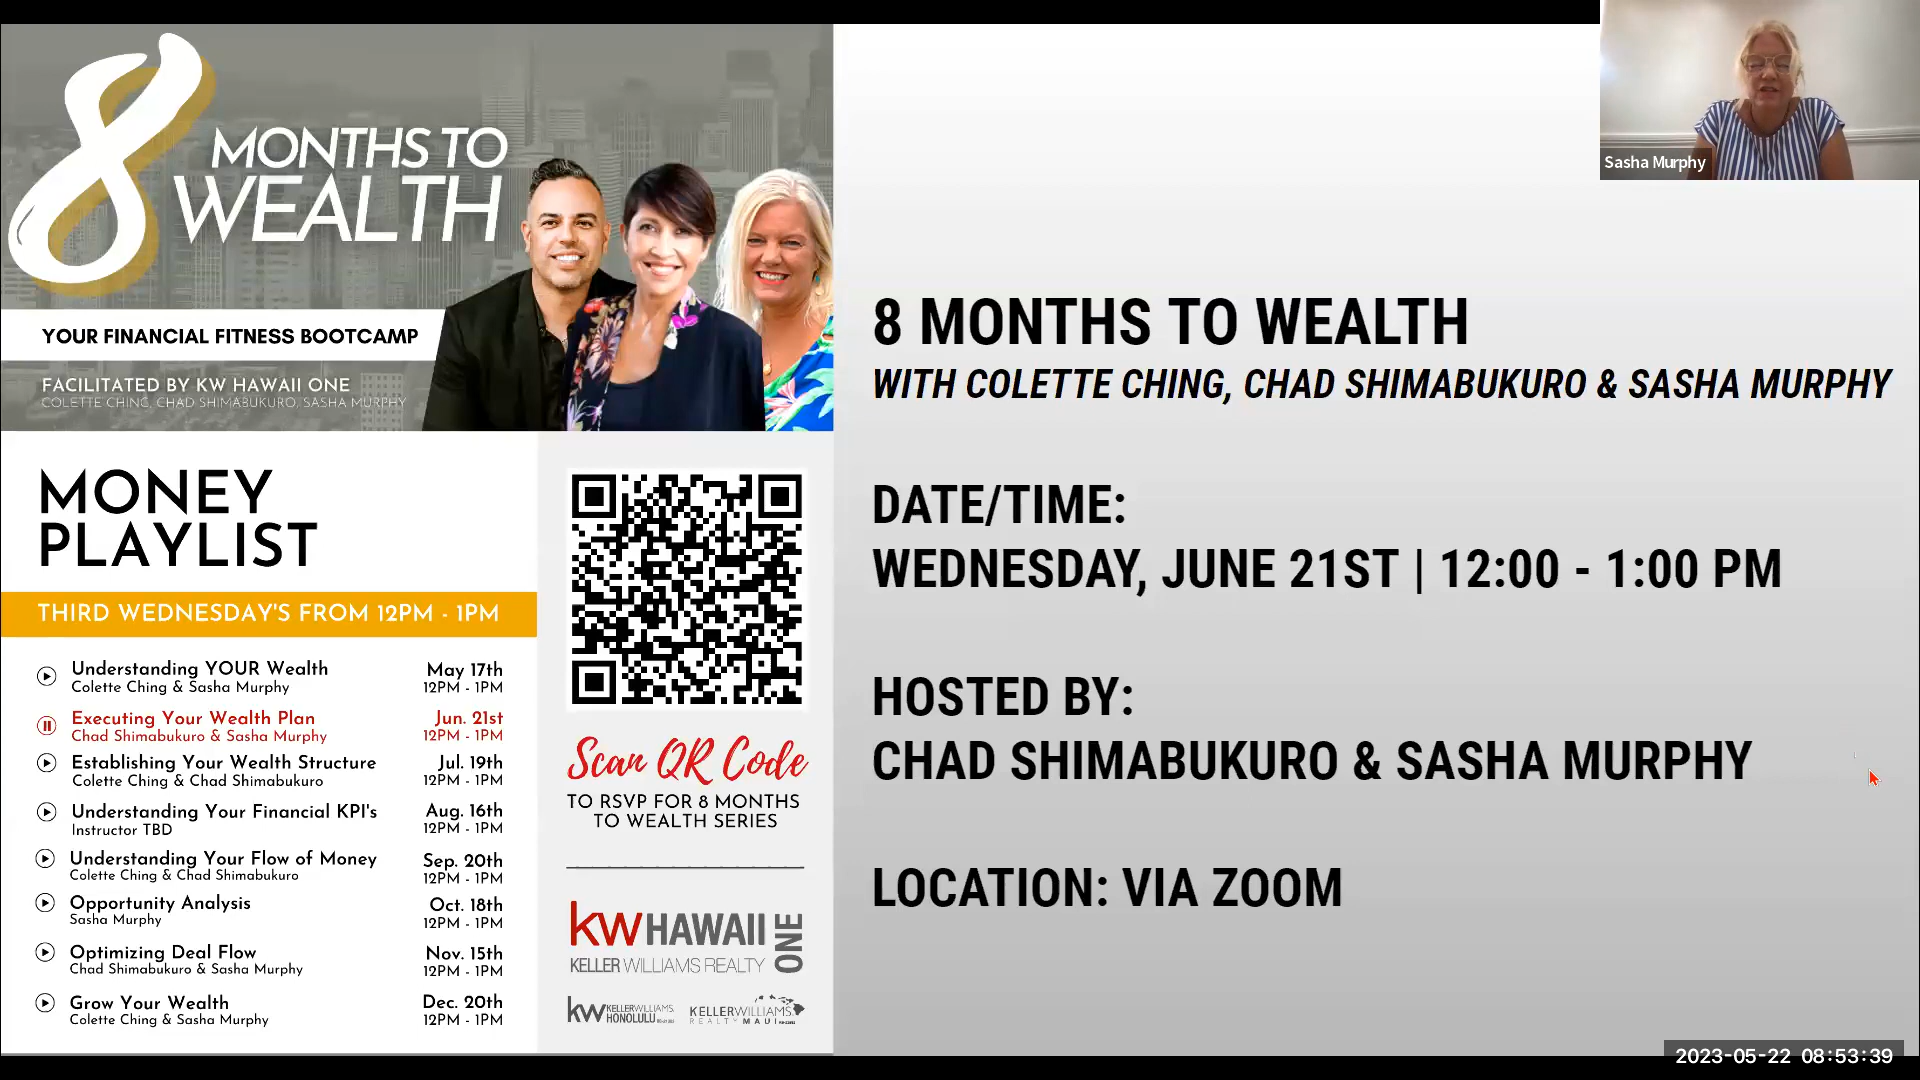 8
MONTHS TO
WEALTH
YOUR FINANCIAL FITNESS BOOTCAMP
FACILITATED BY KW HAWAII ONE
COLETTE CHING, CHAD SHIMABUKURO, SASHA MURPHY
MONEY
PLAYLIST
THIRD WEDNESDAY'S FROM 12PM - 1PM
Understanding YOUR Wealth May 17th
Colette Ching & Sasha Murphy 12PM - 1PM
Executing Your Wealth Plan Jun. 21st
Chad Shimabukuro & Sasha Murphy 12PM - 1PM
Establishing Your Wealth Structure Jul. 19th
Colette Ching & Chad Shimabukuro 12PM - 1PM
Understanding Your Financial KPI's Aug. 16th
Instructor TBD 12PM - 1PM
Understanding Your Flow of Money Sep. 20th
Colette Ching & Chad Shimabukuro 12PM - 1PM
Opportunity Analysis Oct. 18th
Sasha Murphy 12PM - 1PM
Optimizing Deal Flow Nov. 15th
Chad Shimabukuro & Sasha Murphy 12PM - 1PM
Grow Your Wealth Dec. 20th
Colette Ching & Sasha Murphy 12PM - 1PM
Scan QR Code
TO RSVP FOR 8 MONTHS
TO WEALTH SERIES
kw HAWAII ONE
KELLER WILLIAMS REALTY
kw KELLERWILLIAMS.
HONOLULU
KELLERWILLIAMS.
REALTY MAUI
8 MONTHS TO WEALTH
WITH COLETTE CHING, CHAD SHIMABUKURO & SASHA MURPHY
DATE/TIME:
WEDNESDAY, JUNE 21ST | 12:00 - 1:00 PM
HOSTED BY:
CHAD SHIMABUKURO & SASHA MURPHY
LOCATION: VIA ZOOM
Sasha Murphy
2023-05-22 08:53:39